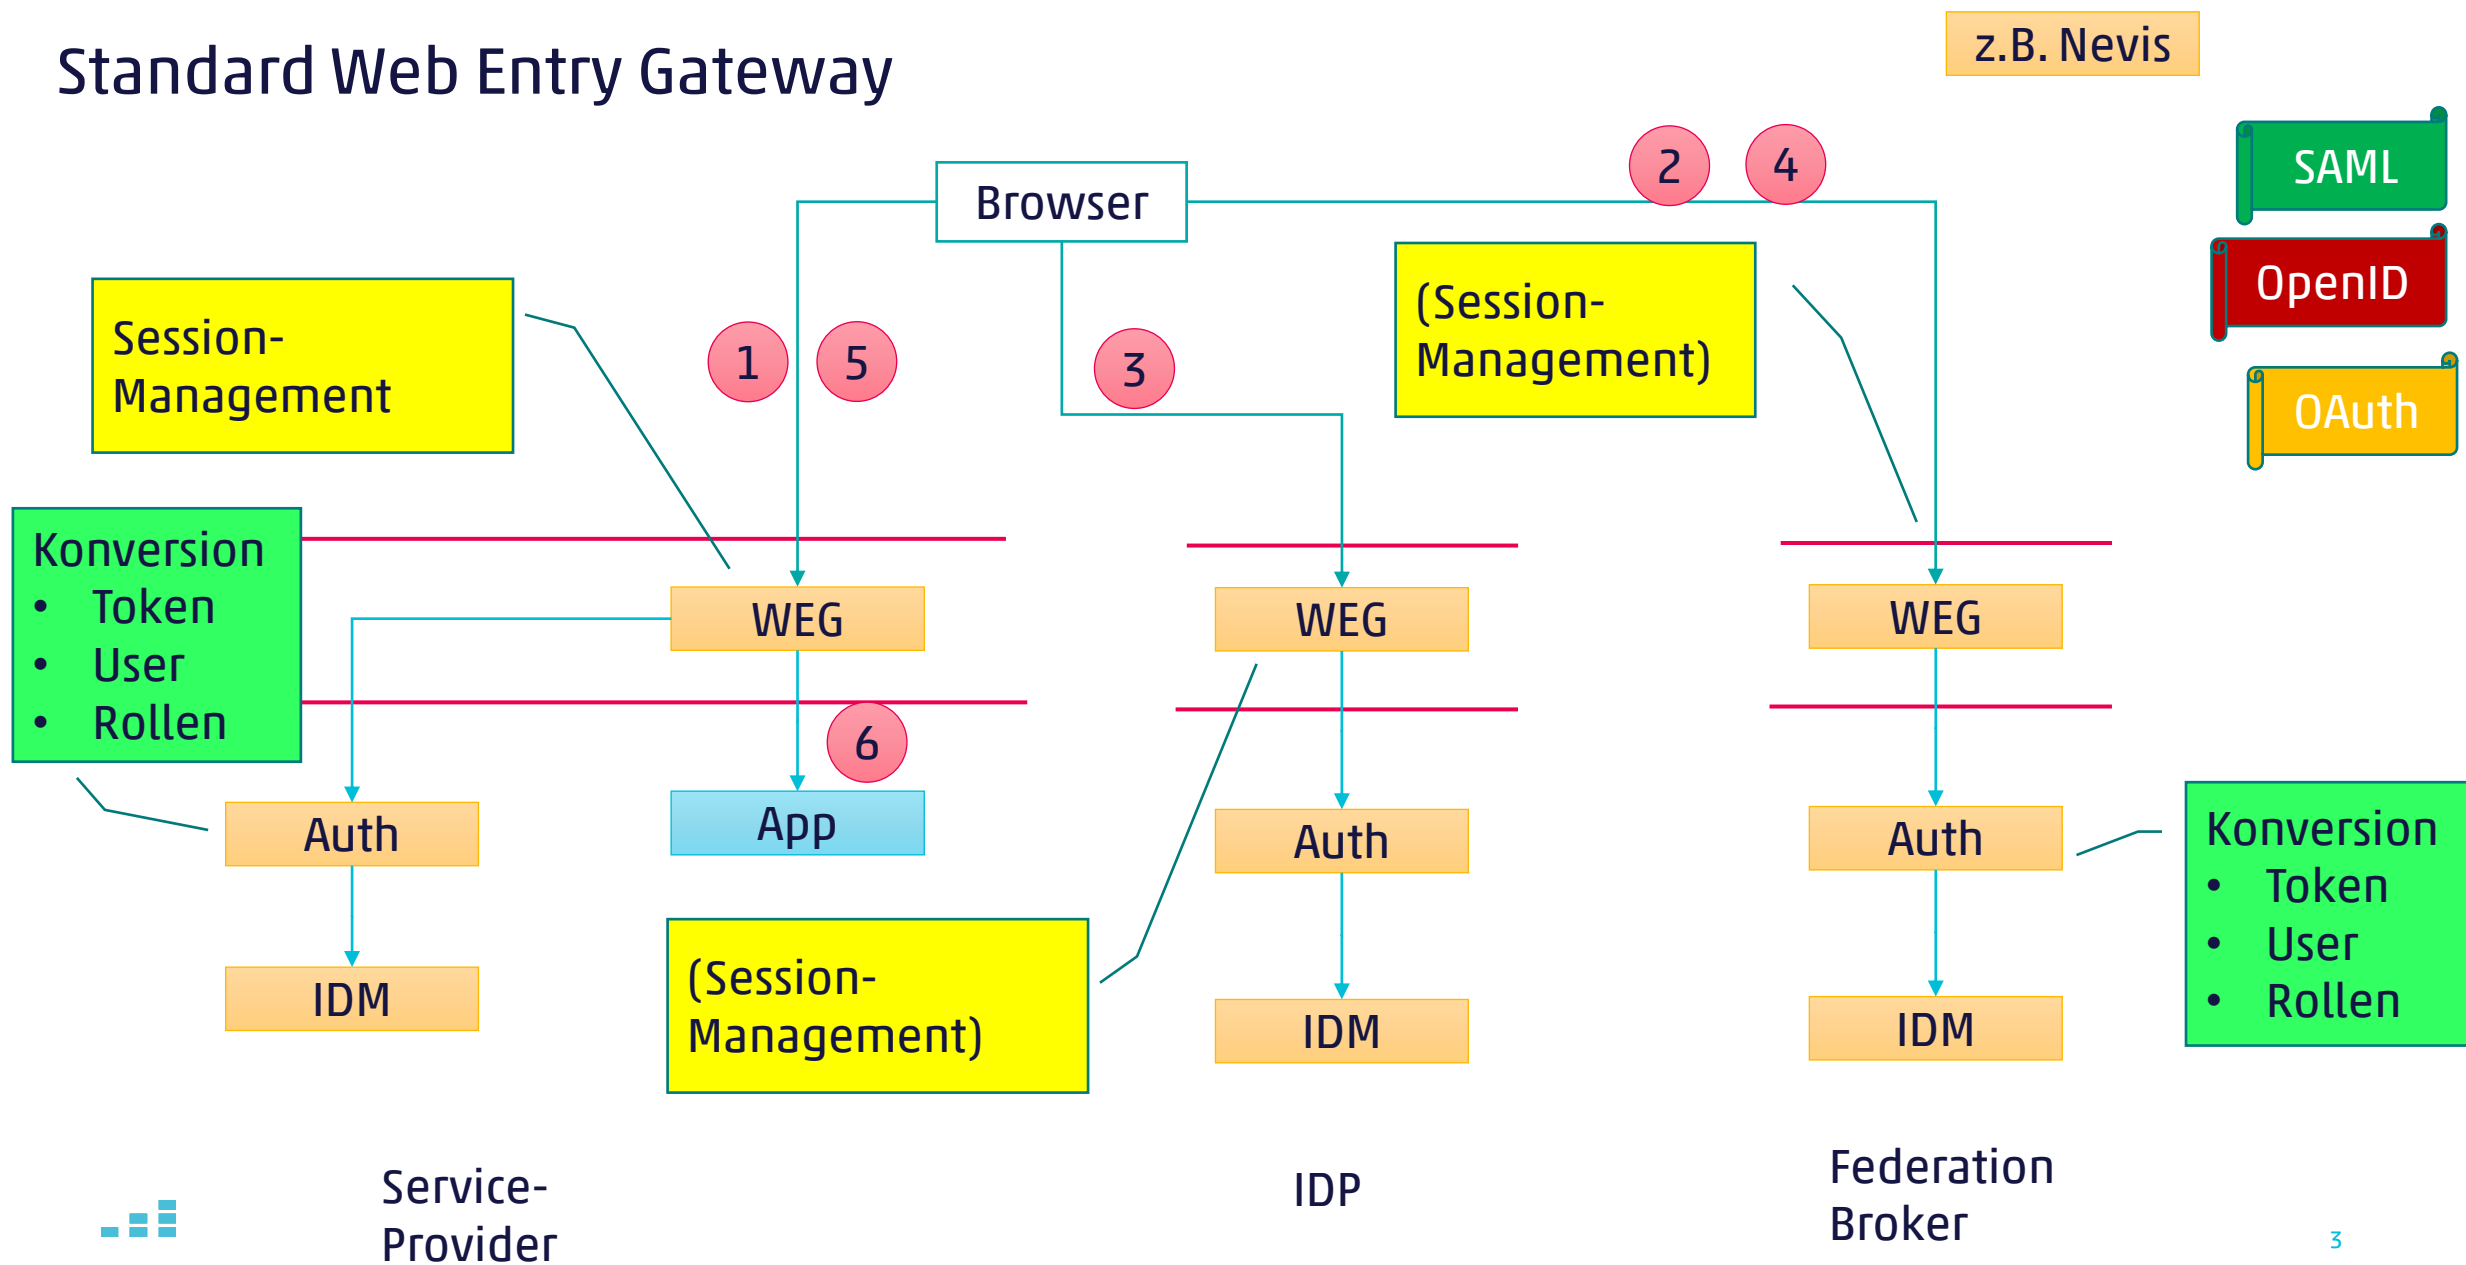 Standard Web Entry Gateway
z.B. Nevis
SAML
OpenID
OAuth
Browser
2
4
Session-
Management
1
5
3
(Session-
Management)
Konversion
• Token
• User
• Rollen
WEG
WEG
WEG
6
Auth
App
Auth
Auth
Konversion
• Token
• User
• Rollen
IDM
(Session-
Management)
IDM
IDM
Service-
Provider
IDP
Federation
Broker
3